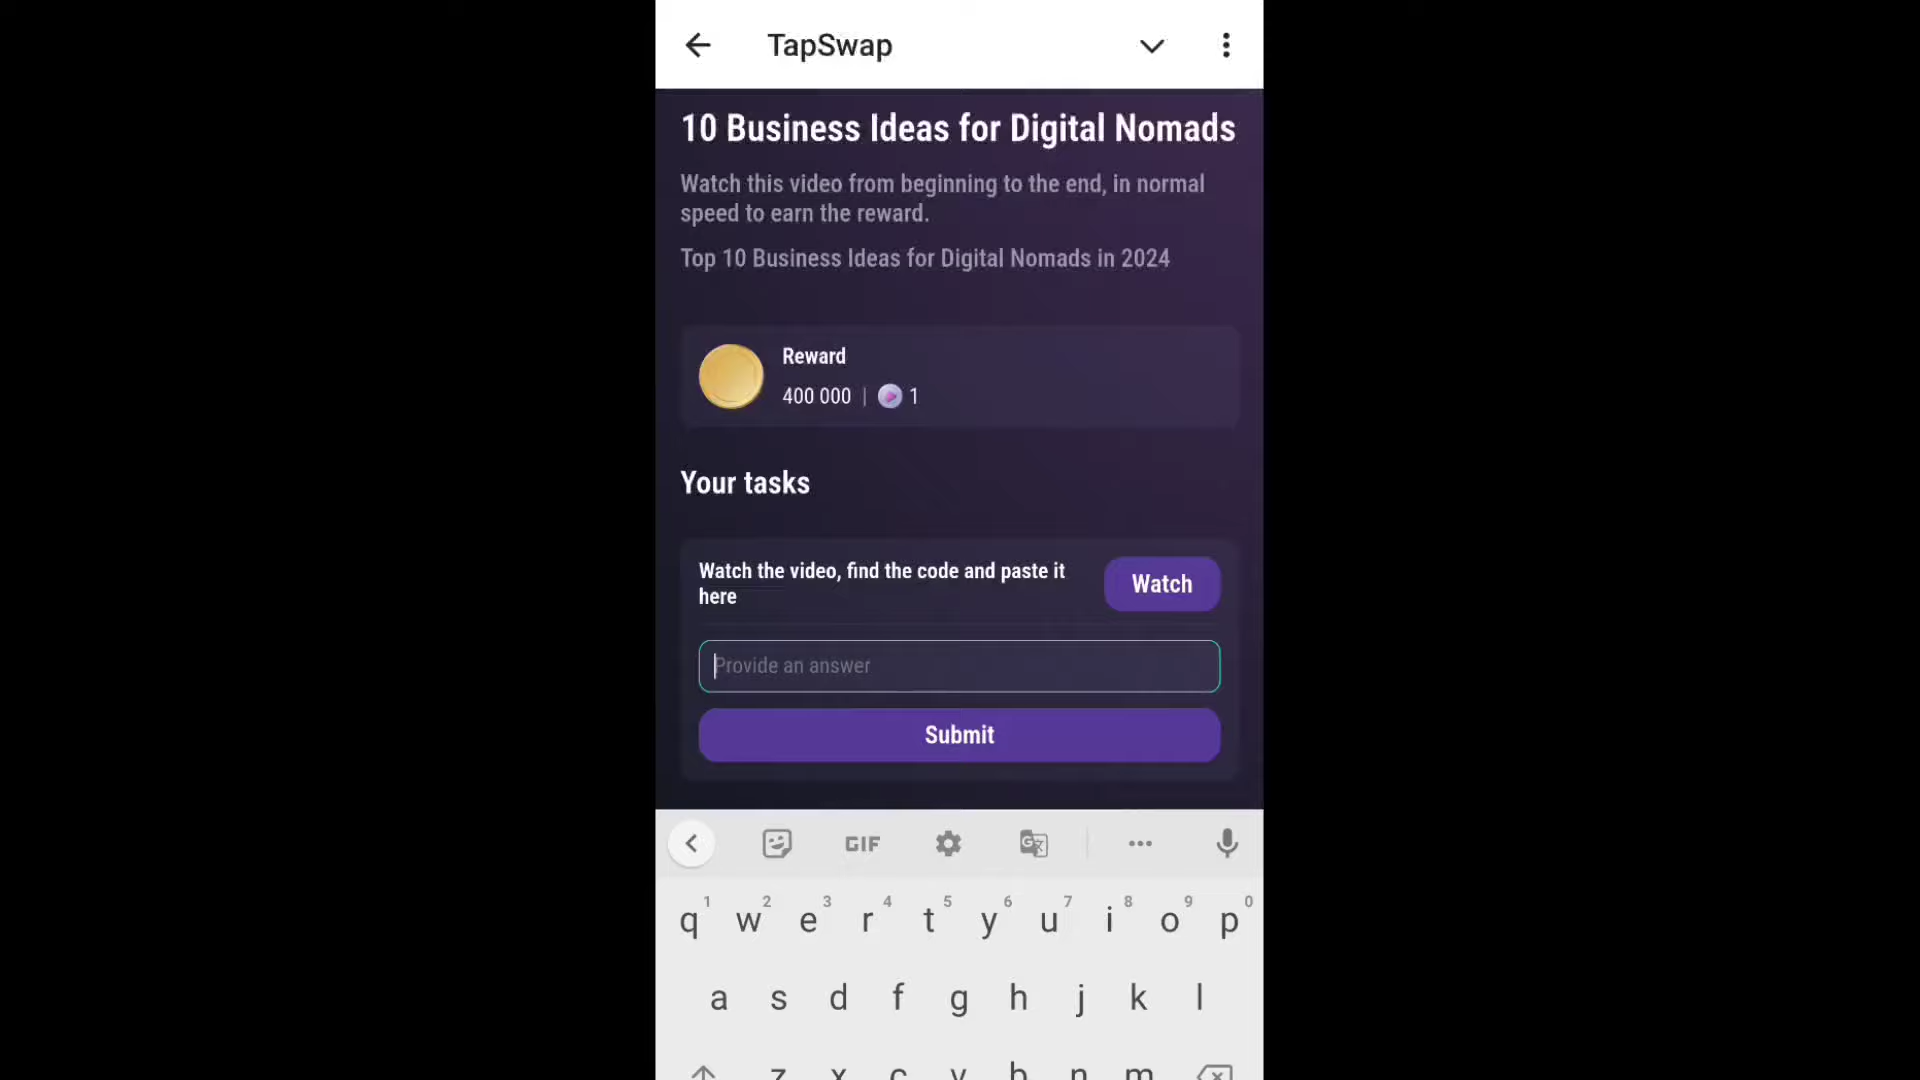 TapSwap
10 Business Ideas for Digital Nomads
Watch this video from beginning to the end, in normal
speed to earn the reward.
Top 10 Business Ideas for Digital Nomads in 2024
Reward
400 000 | 1
Your tasks
Watch the video, find the code and paste it
here
Watch
Provide an answer
Submit
GIF
1 2 3 4 5 6 7 8 9 0
q w e r t y u i o p
a s d f g h j k l
z x c v b n m